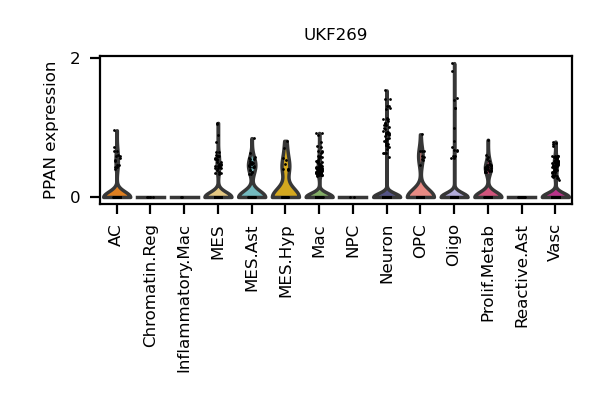 UKF269
PPAN expression
2
0
AC
Chromatin.Reg
Inflammatory.Mac
MES
MES.Ast
MES.Hyp
Mac
NPC
Neuron
OPC
Oligo
Prolif.Metab
Reactive.Ast
Vasc